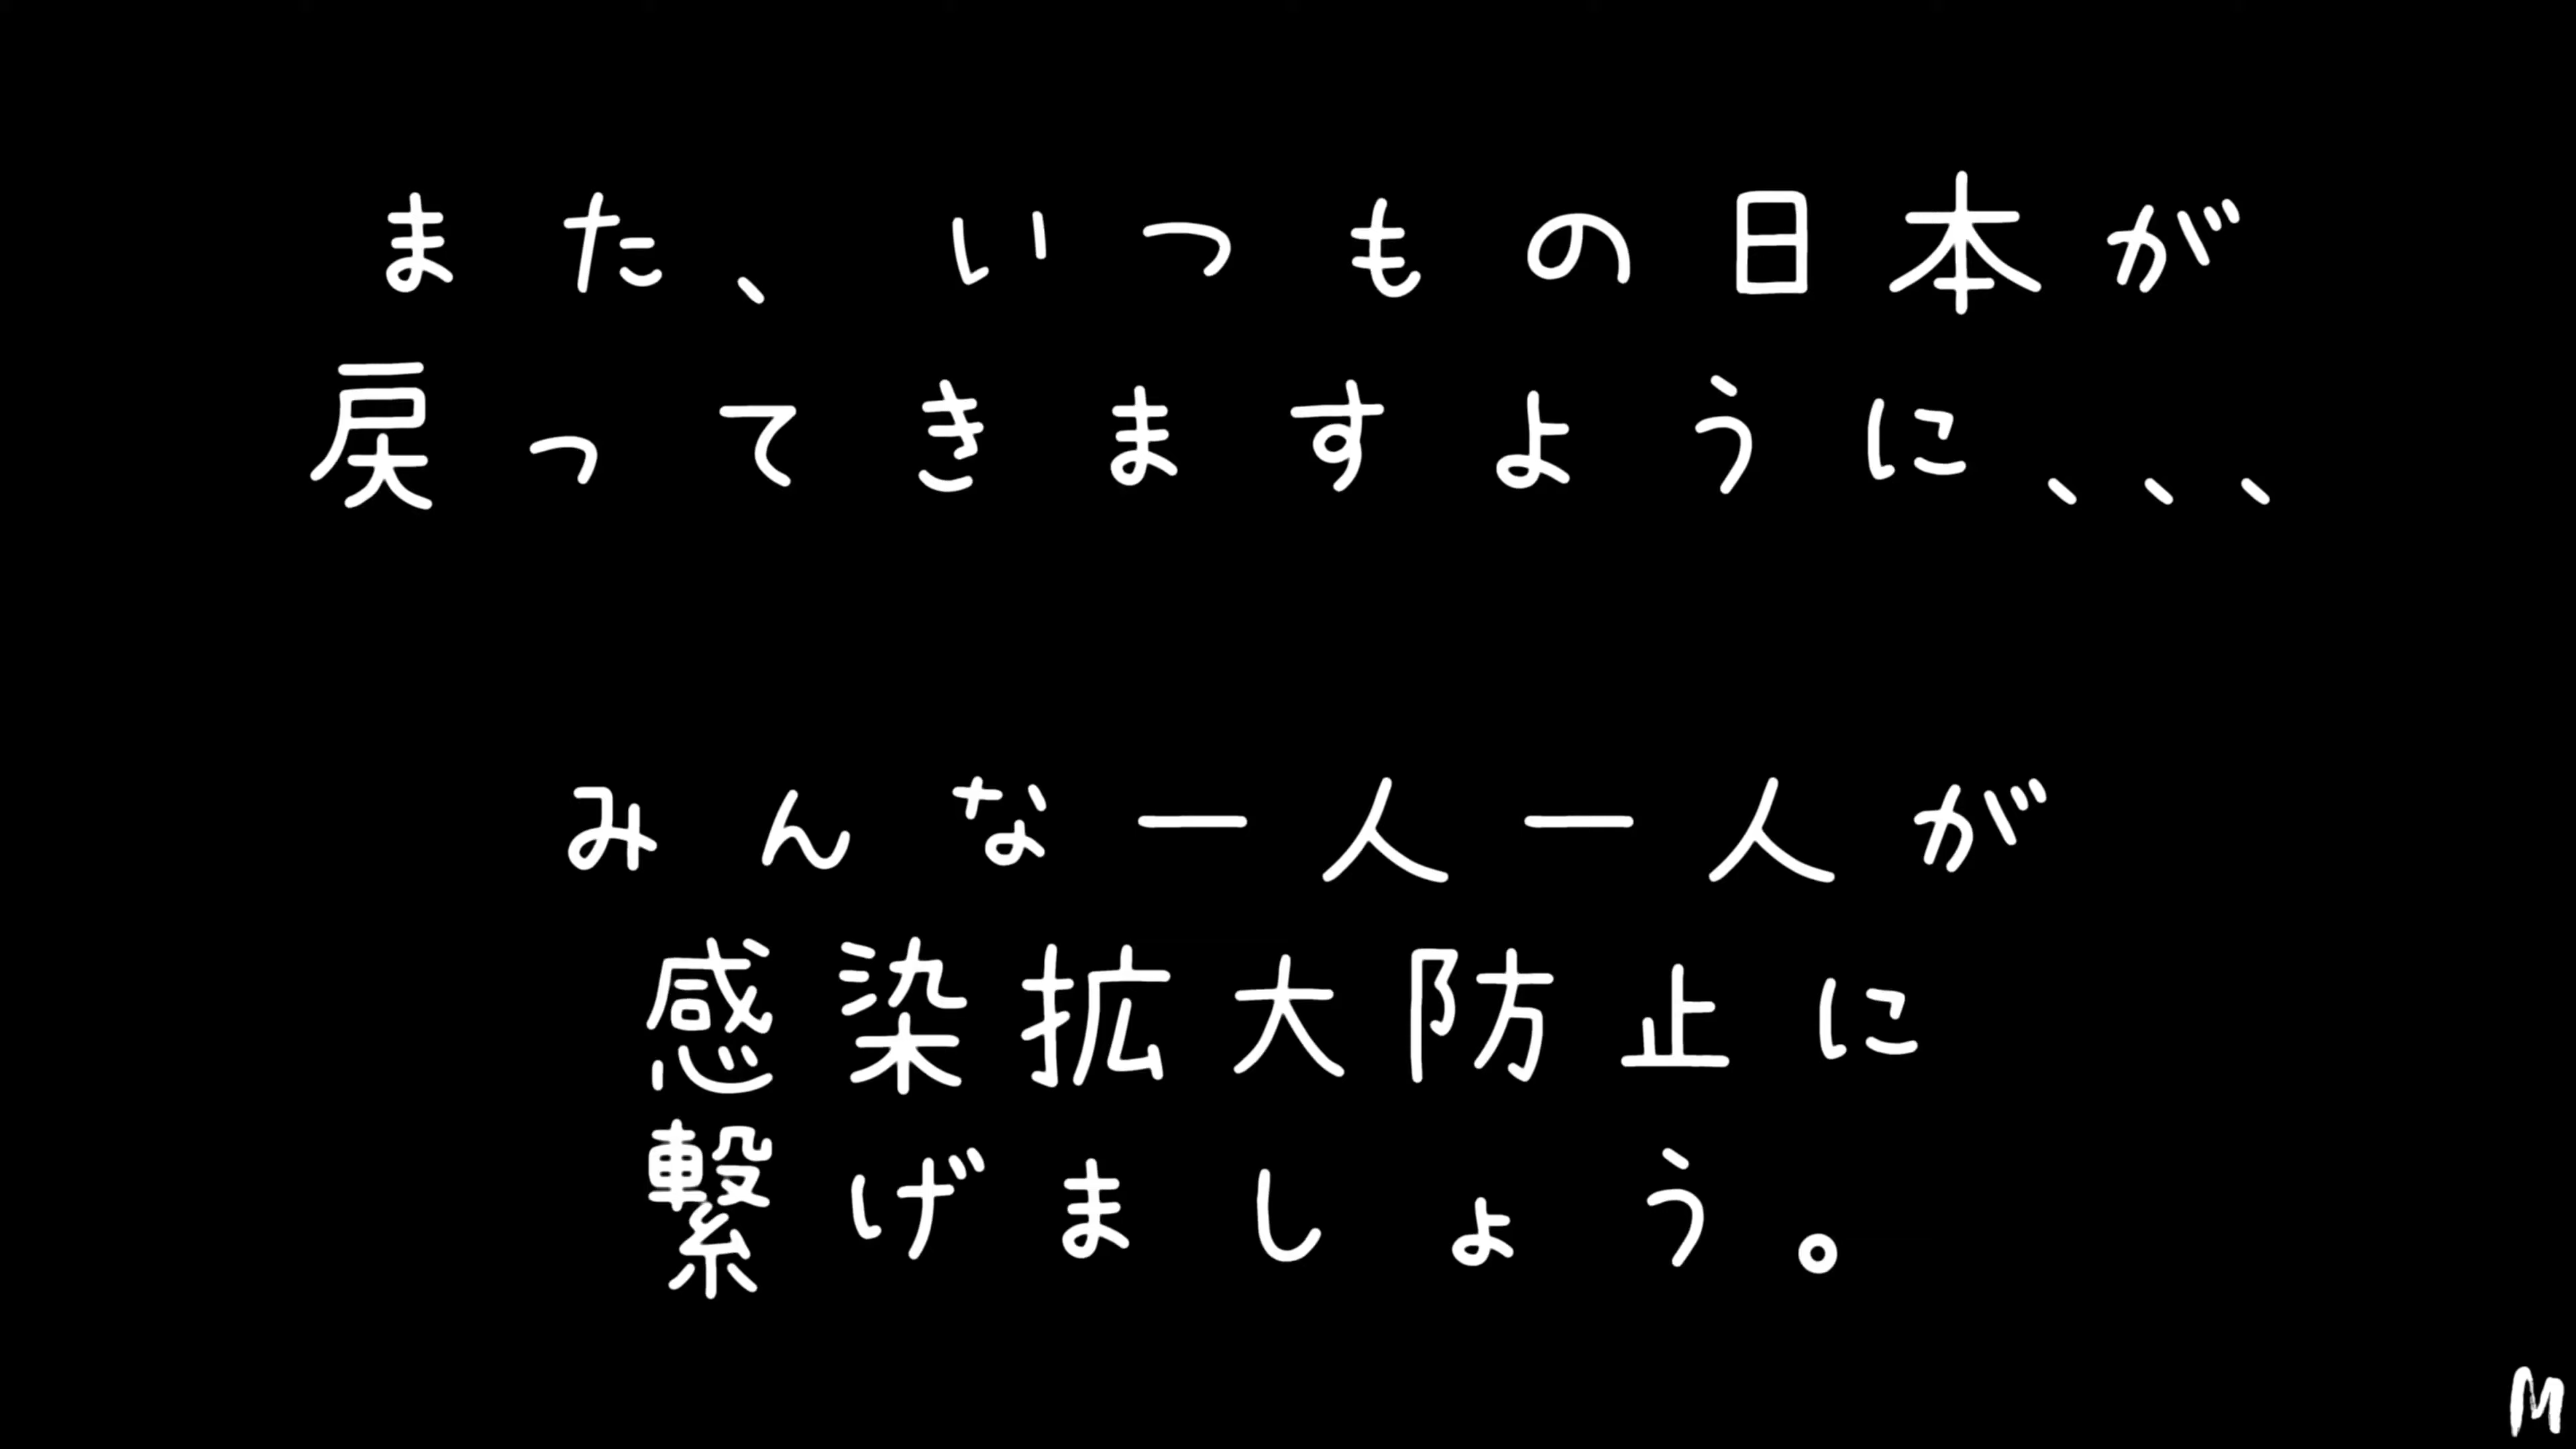 また、いつもの日本が
戻ってきますように、、、
みんな一人一人が
感染拡大防止に
繋げましょう。
M